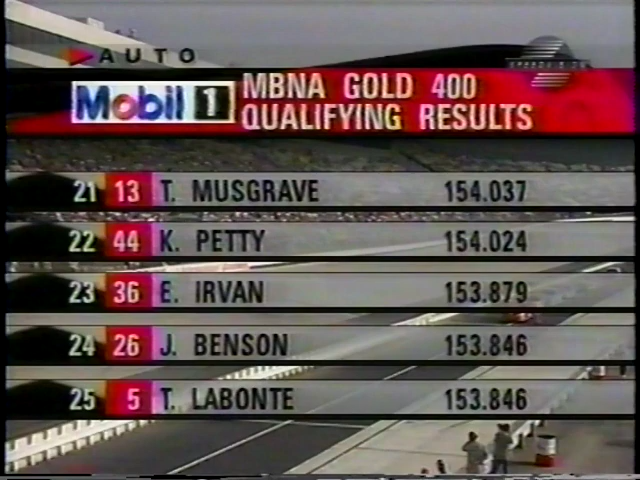 AUTO
Mobil 1
MBNA GOLD 400
QUALIFYING RESULTS
21 13 T. MUSGRAVE 154.037
22 44 K. PETTY 154.024
23 36 E. IRVAN 153.879
24 26 J. BENSON 153.846
25 5 T. LABONTE 153.846